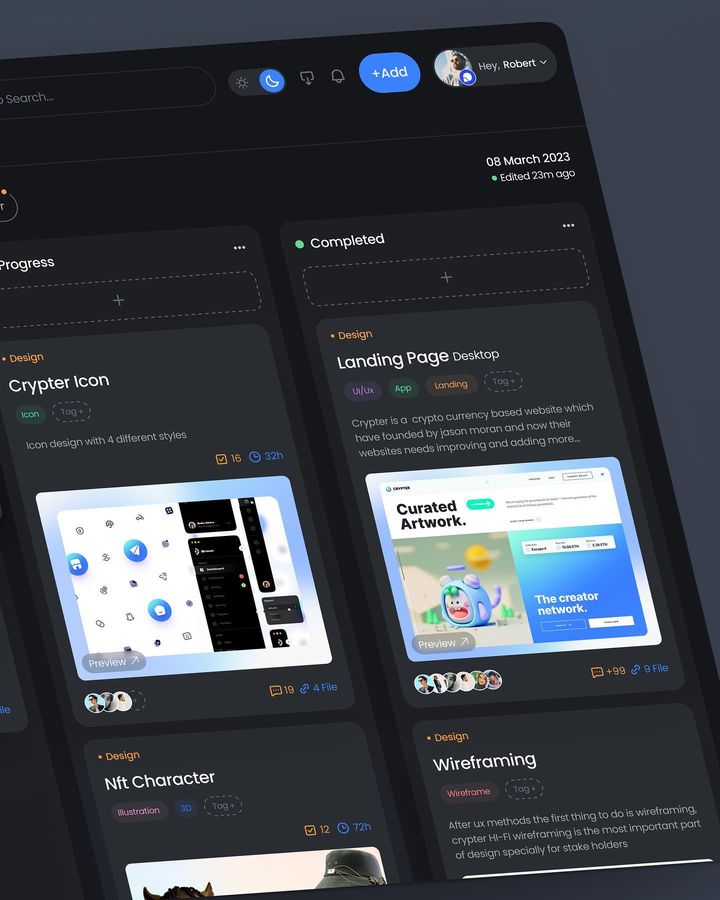 Search...
+Add
Hey, Robert
08 March 2023
Edited 23m ago
Progress
Design
Crypter Icon
Icon
Tag +
Icon design with 4 different styles
16
32h
Preview
19
4 File
Design
Nft Character
Illustration
3D
Tag +
12
72h
Completed
Design
Landing Page Desktop
UI/Ux
App
Landing
Tag +
Crypter is a crypto currency based website which
have founded by jason moran and now their
websites needs improving and adding more...
CRYPTER
Curated
Artwork.
The creator
network.
Preview
+99
9 File
Design
Wireframing
Wireframe
Tag +
After ux methods the first thing to do is wireframing,
crypter Hi-Fi wireframing is the most important part
of design specially for stake holders